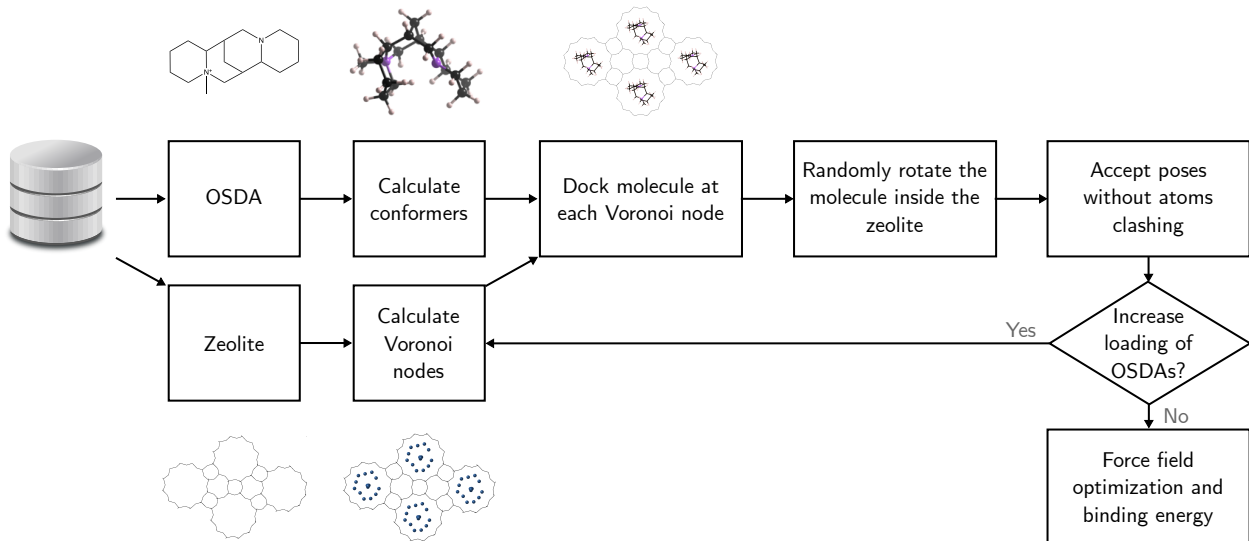 N
N+
OSDA
Calculate
conformers
Dock molecule at
each Voronoi node
Randomly rotate the
molecule inside the
zeolite
Accept poses
without atoms
clashing
Zeolite
Calculate
Voronoi
nodes
Yes
Increase
loading of
OSDAs?
No
Force field
optimization and
binding energy